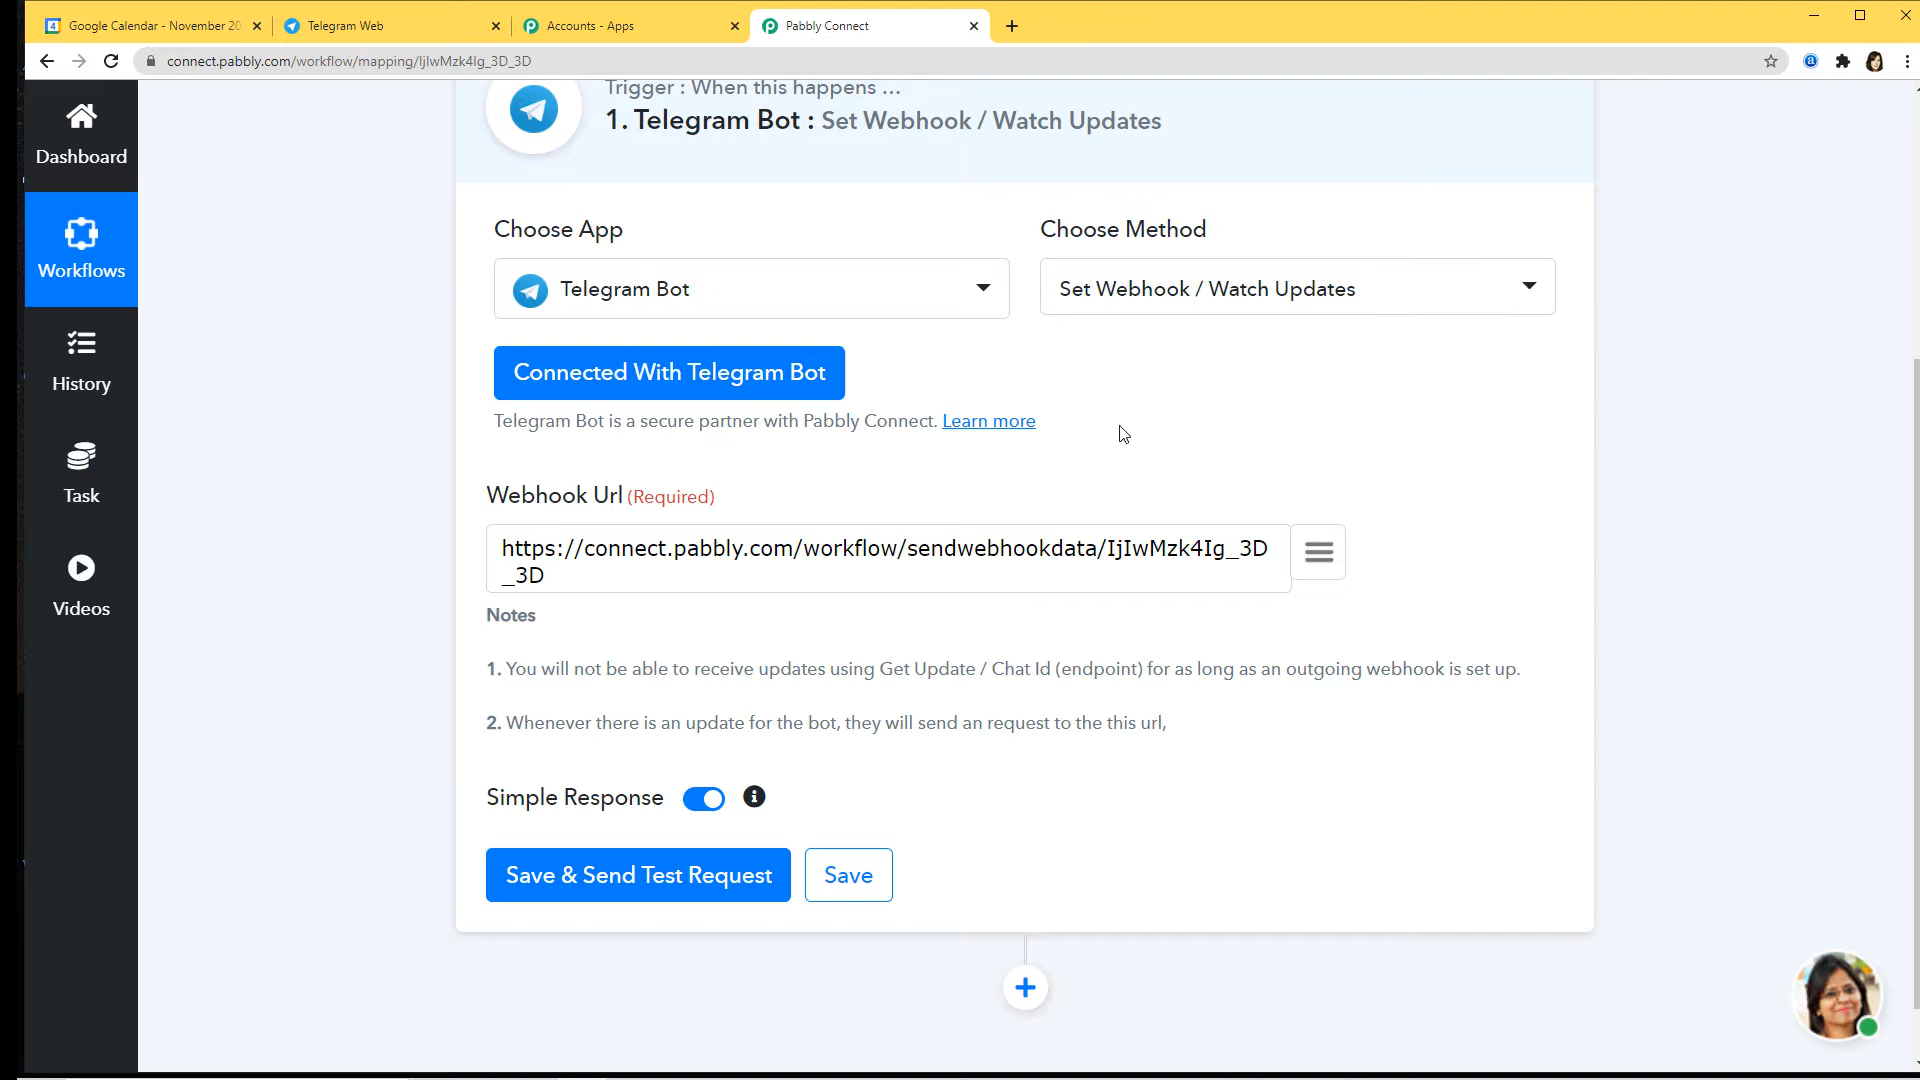 Google Calendar - November 20
Telegram Web
Accounts - Apps
Pabbly Connect
connect.pabbly.com/workflow/mapping/IjIwMzk4Ig_3D_3D
Dashboard
Workflows
History
Task
Videos
Trigger : When this happens ...
1. Telegram Bot : Set Webhook / Watch Updates
Choose App
Choose Method
Telegram Bot
Set Webhook / Watch Updates
Connected With Telegram Bot
Telegram Bot is a secure partner with Pabbly Connect. Learn more
Webhook Url (Required)
https://connect.pabbly.com/workflow/sendwebhookdata/IjIwMzk4Ig_3D
_3D
Notes
1. You will not be able to receive updates using Get Update / Chat Id (endpoint) for as long as an outgoing webhook is set up.
2. Whenever there is an update for the bot, they will send an request to the this url,
Simple Response
Save & Send Test Request
Save